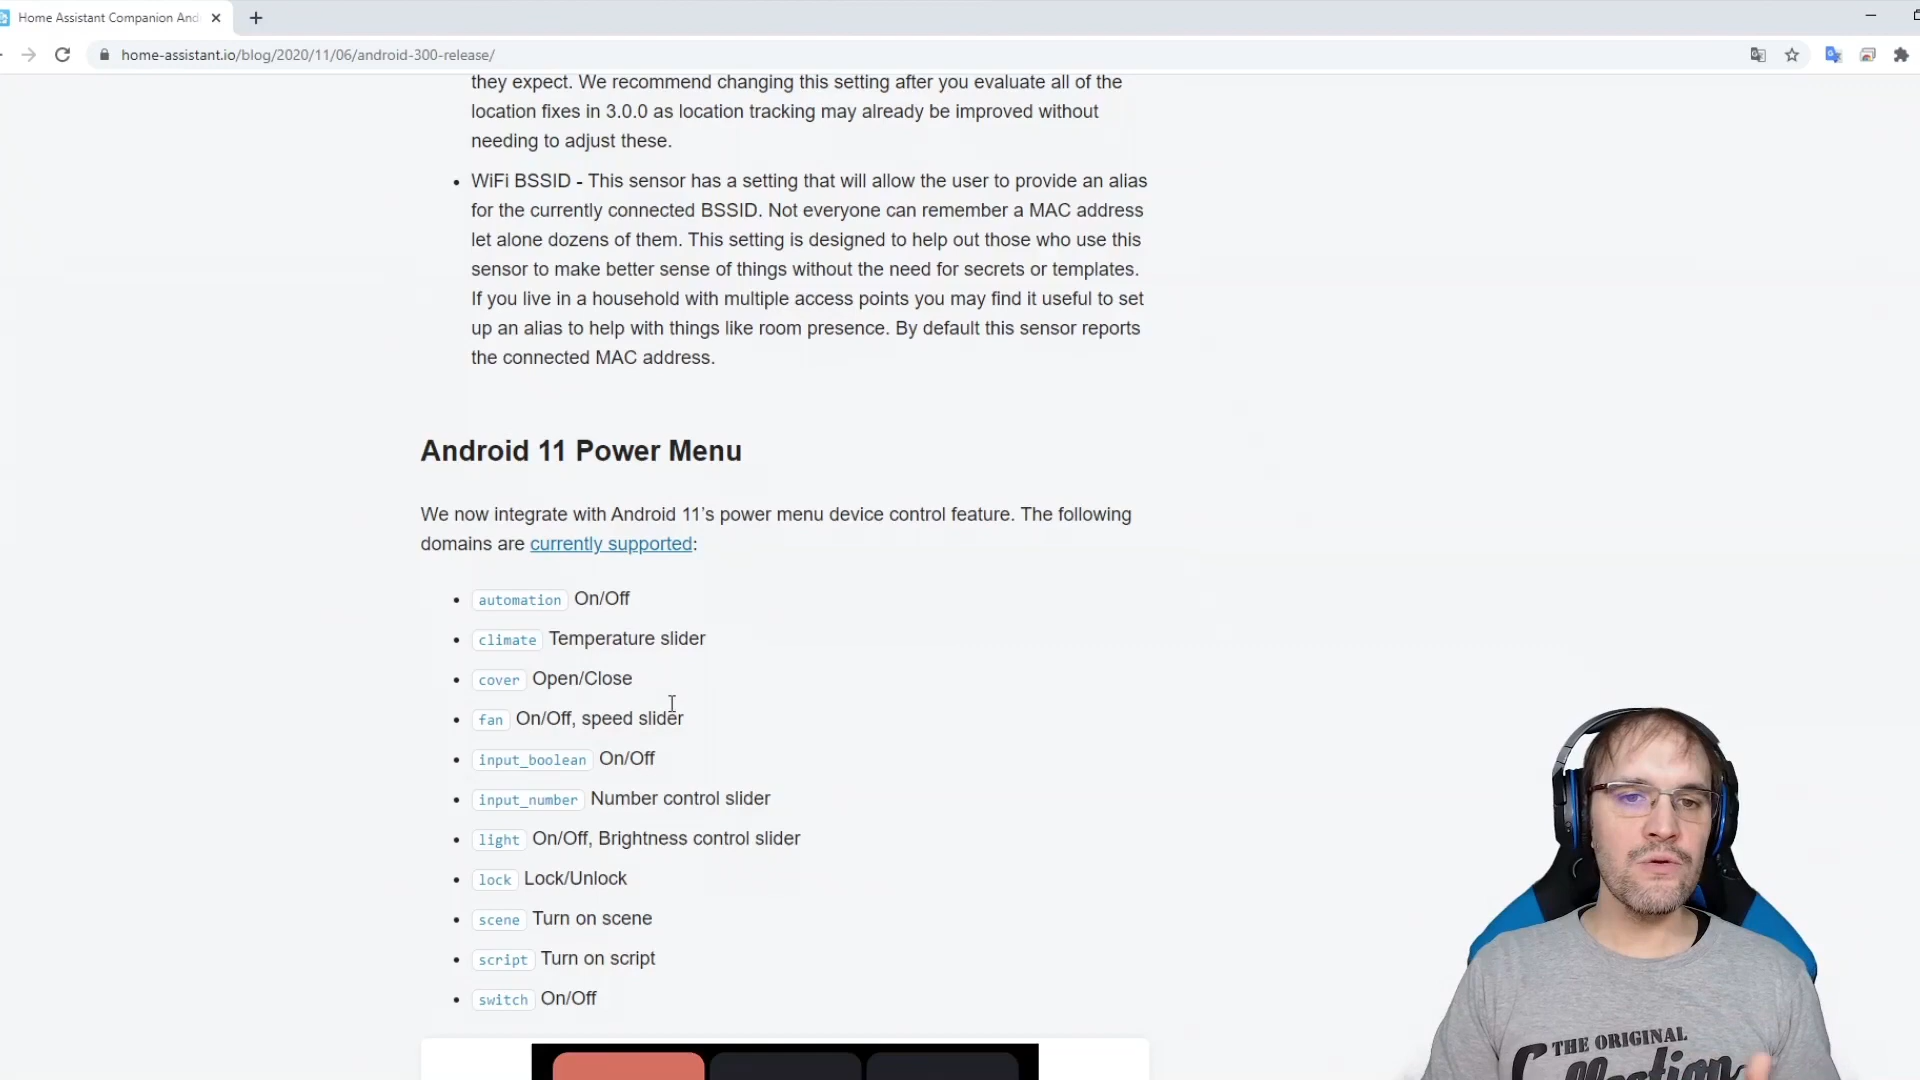 Home Assistant Companion And
home-assistant.io/blog/2020/11/06/android-300-release/
they expect. We recommend changing this setting after you evaluate all of the
location fixes in 3.0.0 as location tracking may already be improved without
needing to adjust these.
• WiFi BSSID - This sensor has a setting that will allow the user to provide an alias
for the currently connected BSSID. Not everyone can remember a MAC address
let alone dozens of them. This setting is designed to help out those who use this
sensor to make better sense of things without the need for secrets or templates.
If you live in a household with multiple access points you may find it useful to set
up an alias to help with things like room presence. By default this sensor reports
the connected MAC address.
Android 11 Power Menu
We now integrate with Android 11’s power menu device control feature. The following
domains are currently supported:
• automation On/Off
• climate Temperature slider
• cover Open/Close
• fan On/Off, speed slider
• input_boolean On/Off
• input_number Number control slider
• light On/Off, Brightness control slider
• lock Lock/Unlock
• scene Turn on scene
• script Turn on script
• switch On/Off
THE ORIGINAL
Collection